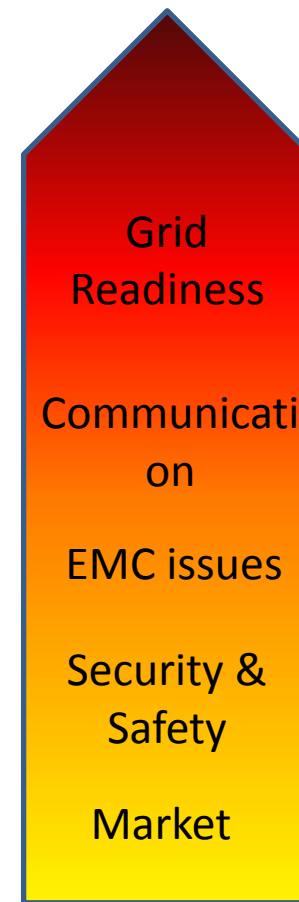 Grid
Readiness
Communicati
on
EMC issues
Security &
Safety
Market